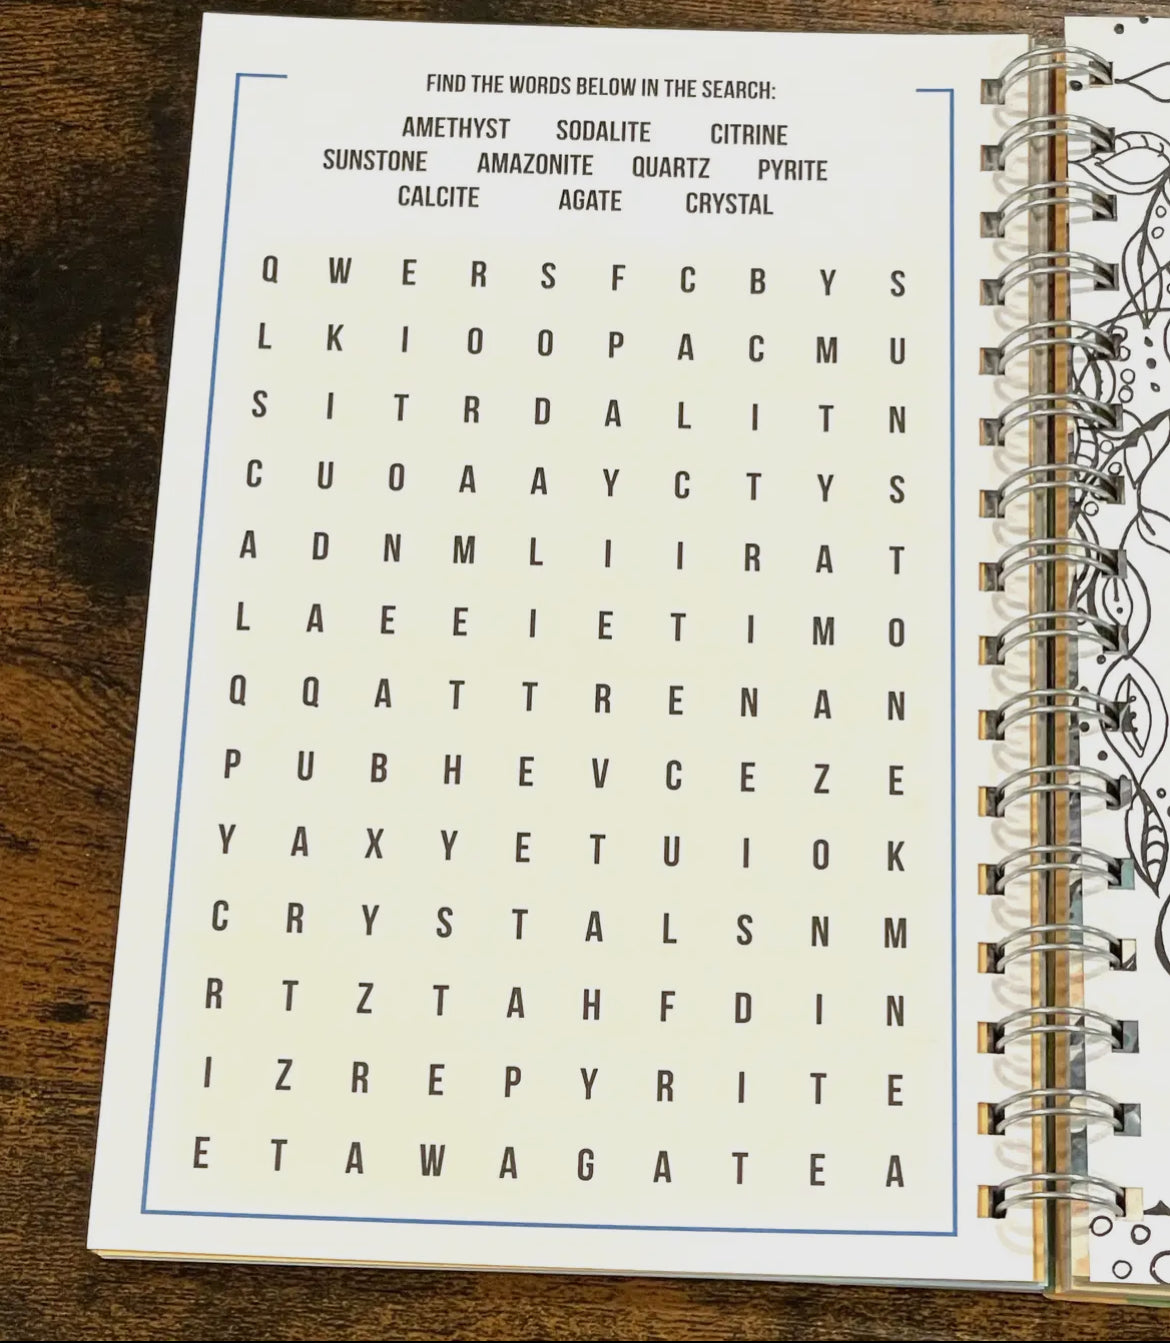 FIND THE WORDS BELOW IN THE SEARCH:
AMETHYST SODALITE CITRINE
SUNSTONE AMAZONITE QUARTZ PYRITE
CALCITE AGATE CRYSTAL
Q W E R S F C B Y S
L K I O O P A C M U
S I T R D A L I T N
C U O A A Y C T Y S
A D N M L I I R A T
L A E E I E T I M O
Q Q A T T R E N A N
P U B H E V C E Z E
Y A X Y E T U I O K
C R Y S T A L S N M
R T Z T A H F D I N
I Z R E P Y R I T E
E T A W A G A T E A